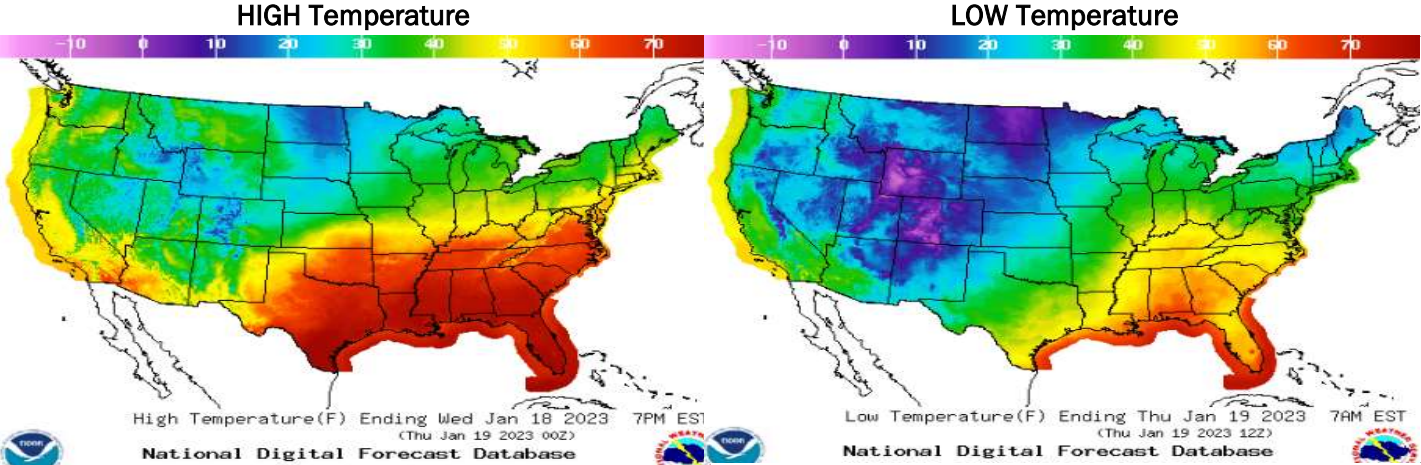 HIGH Temperature
-10 0 10 20 30 40 50 60 70
High Temperature(F) Ending Wed Jan 18 2023 7PM EST
(Thu Jan 19 2023 00Z)
National Digital Forecast Database
noaa
LOW Temperature
-10 0 10 20 30 40 50 60 70
Low Temperature(F) Ending Thu Jan 19 2023 7AM EST
(Thu Jan 19 2023 12Z)
National Digital Forecast Database
noaa